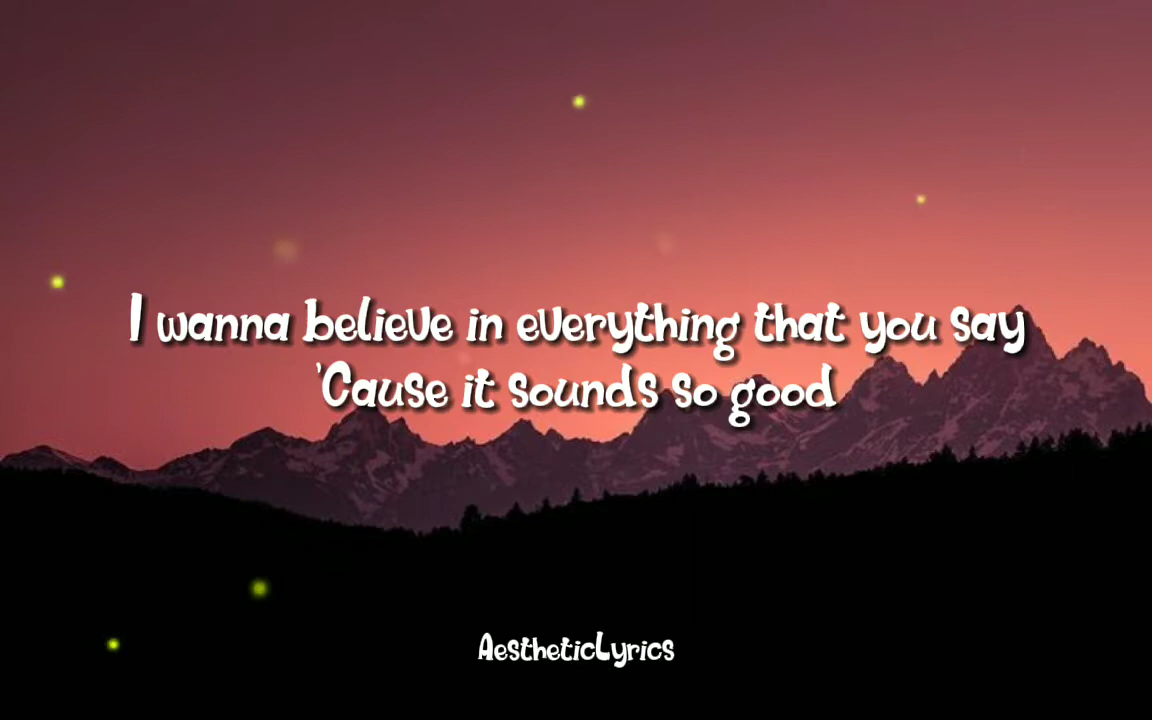 I wanna believe in everything that you say
'Cause it sounds so good
AestheticLyrics